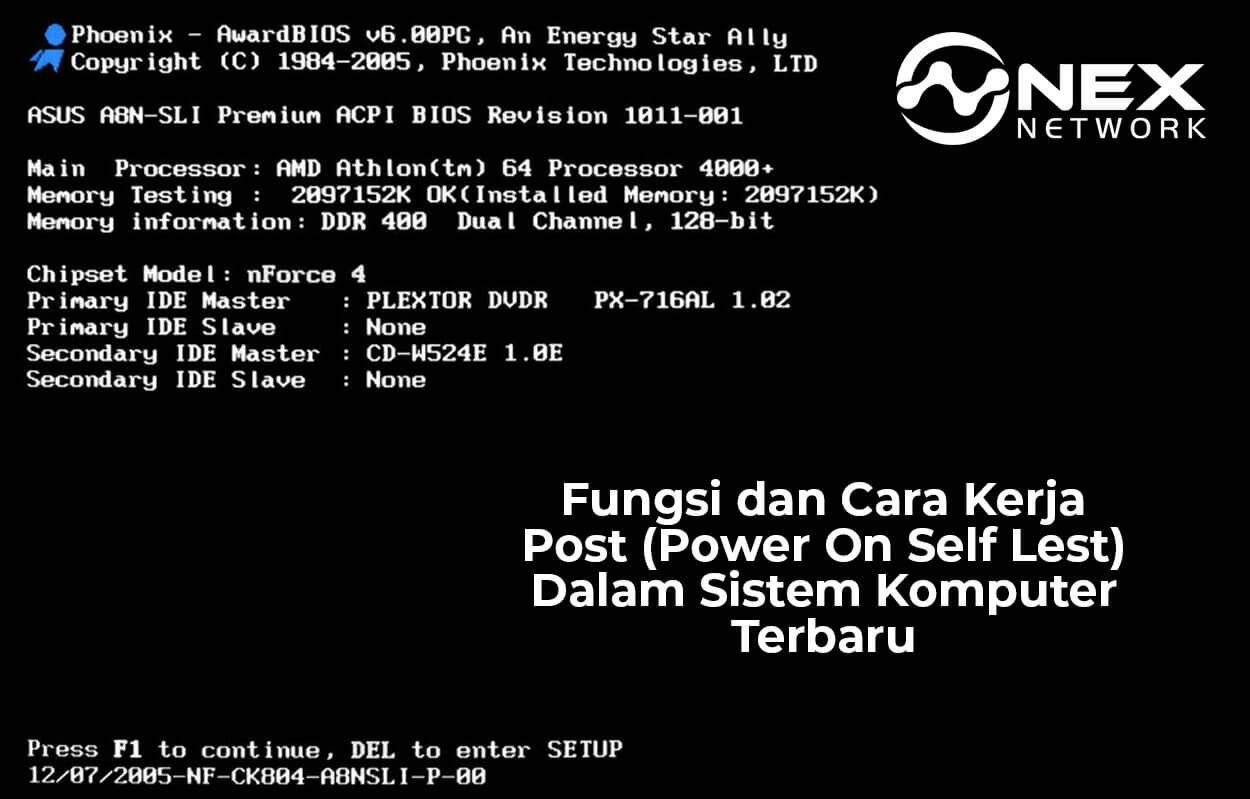 Phoenix - AwardBIOS v6.00PG, An Energy Star Ally
Copyright (C) 1984-2005, Phoenix Technologies, LTD
NEX
NETWORK
ASUS A8N-SLI Premium ACPI BIOS Revision 1011-001
Main Processor: AMD Athlon(tm) 64 Processor 4000+
Memory Testing : 2097152K OK(Installed Memory: 2097152K)
Memory information: DDR 400 Dual Channel, 128-bit
Chipset Model: nForce 4
Primary IDE Master : PLEXTOR DVDR PX-716AL 1.02
Primary IDE Slave : None
Secondary IDE Master : CD-W524E 1.0E
Secondary IDE Slave : None
Fungsi dan Cara Kerja
Post (Power On Self Lest)
Dalam Sistem Komputer
Terbaru
Press F1 to continue, DEL to enter SETUP
12/07/2005-NF-CK804-A8NSLI-P-00